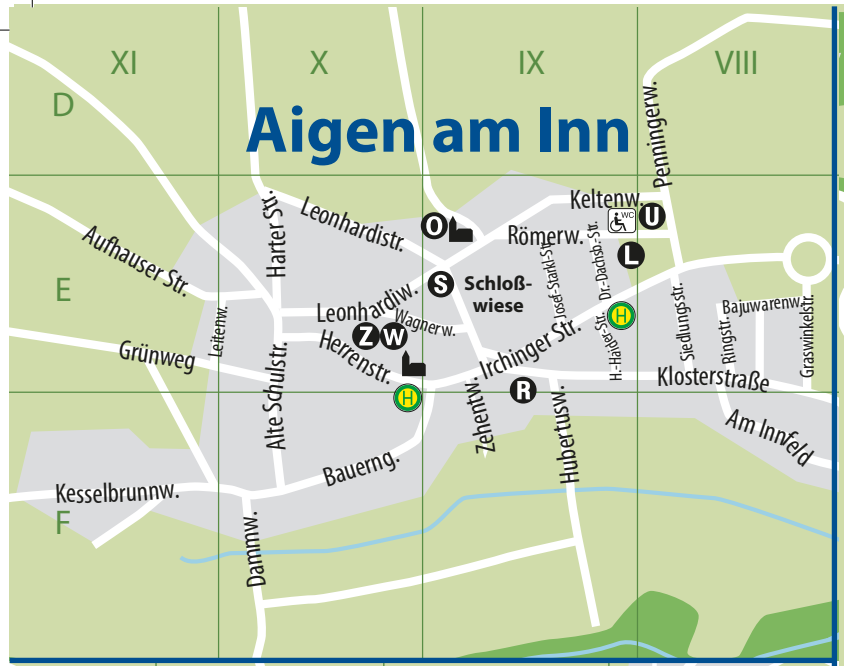 XI X IX VIII
D
Aigen am Inn
Penningerw.
Keltenw.
WC
U
Leonhardistr.
O
Römerw.
Harter Str.
Aufhauser Str.
Josef-Starkl-Str.
Dr.-Dachsb.-Str.
L
E
S
Schloß-
wiese
Leonhardiw.
Wagnerw.
Leitenw.
Z W
H
H.-Haider-Str.
Siedlungsstr.
Ringstr.
Bajuwarenw.
Graswinkelstr.
Grünweg
Herrenstr.
Irchinger Str.
Klosterstraße
Alte Schulstr.
H
R
Zehentw.
Hubertusw.
Am Innfeld
Bauerng.
Kesselbrunnw.
F
Dammw.